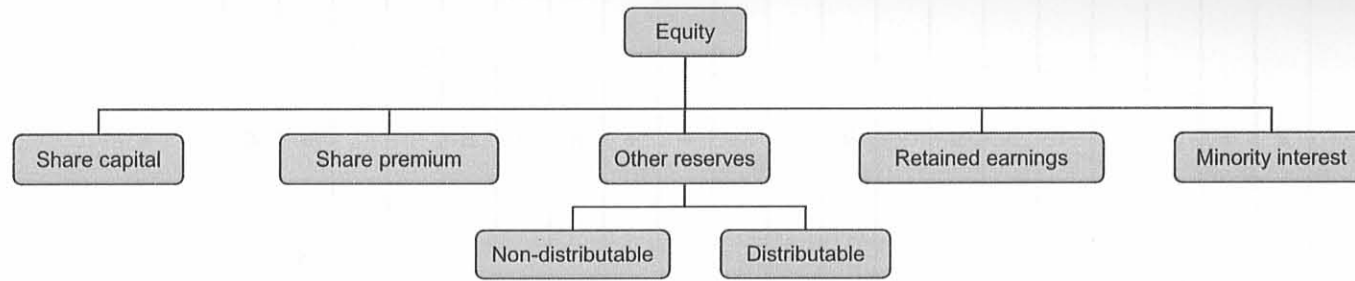 Equity
Share capital
Share premium
Other reserves
Retained earnings
Minority interest
Non-distributable
Distributable